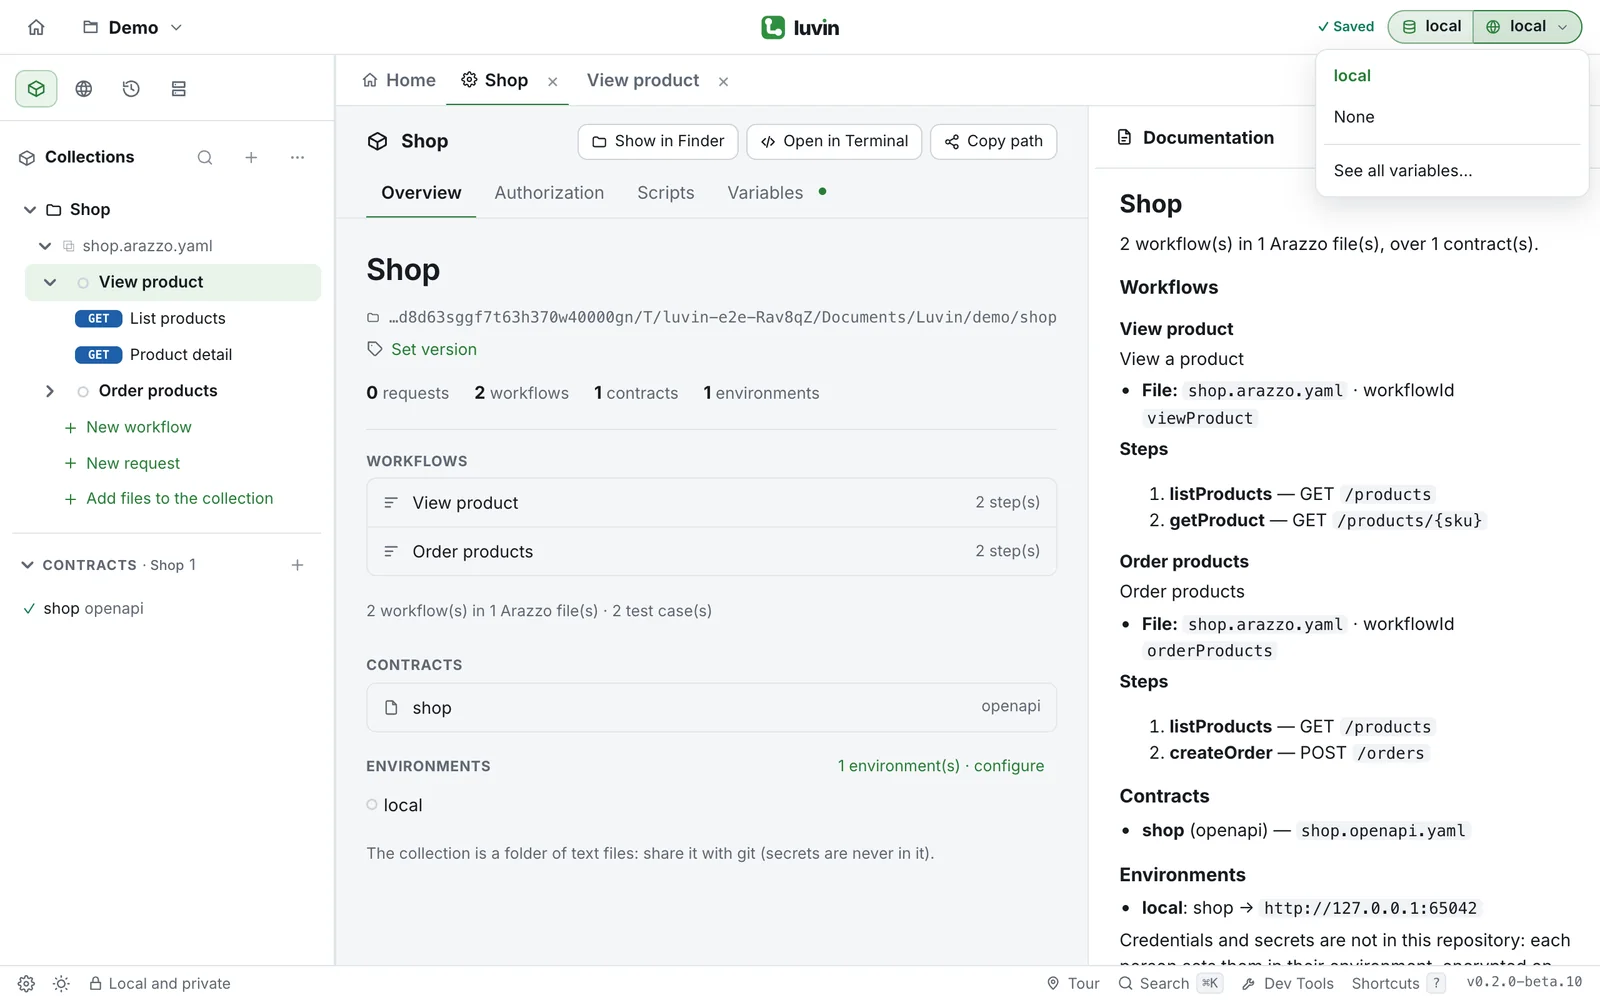 Demo
luvin
✓ Saved
local
local
local
None
See all variables...
Home
Shop
View product
Collections
Shop
shop.arazzo.yaml
View product
GET List products
GET Product detail
Order products
+ New workflow
+ New request
+ Add files to the collection
CONTRACTS · Shop 1
✓ shop openapi
Shop
Show in Finder
Open in Terminal
Copy path
Overview
Authorization
Scripts
Variables
Shop
…d8d63sggf7t63h370w40000gn/T/luvin-e2e-Rav8qZ/Documents/Luvin/demo/shop
Set version
0 requests 2 workflows 1 contracts 1 environments
WORKFLOWS
View product 2 step(s)
Order products 2 step(s)
2 workflow(s) in 1 Arazzo file(s) · 2 test case(s)
CONTRACTS
shop openapi
ENVIRONMENTS 1 environment(s) · configure
local
The collection is a folder of text files: share it with git (secrets are never in it).
Documentation
Shop
2 workflow(s) in 1 Arazzo file(s), over 1 contract(s).
Workflows
View product
View a product
• File: shop.arazzo.yaml · workflowId
viewProduct
Steps
1. listProducts — GET /products
2. getProduct — GET /products/{sku}
Order products
Order products
• File: shop.arazzo.yaml · workflowId
orderProducts
Steps
1. listProducts — GET /products
2. createOrder — POST /orders
Contracts
• shop (openapi) — shop.openapi.yaml
Environments
• local: shop → http://127.0.0.1:65042
Credentials and secrets are not in this repository: each
person sets them in their environment, encrypted on
Local and private
Tour
Search ⌘K
Dev Tools
Shortcuts ?
v0.2.0-beta.10